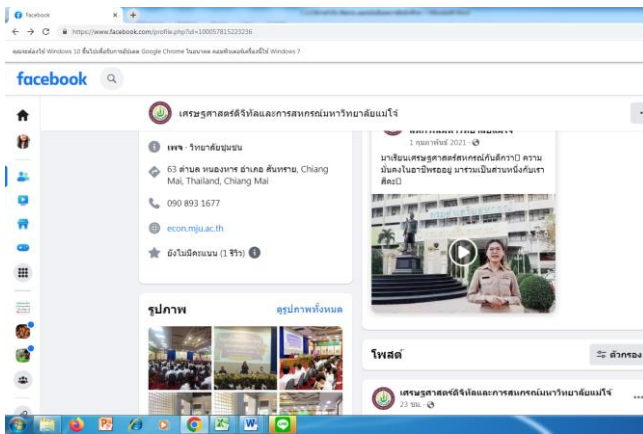 Facebook
https://www.facebook.com/profile.php?id=100057815223236
facebook
เศรษฐศาสตร์ดิจิทัลและการสหกรณ์มหาวิทยาลัยแม่โจ้
เพจ · วิทยาลัยชุมชน
63 ตำบล หนองหาร อำเภอ สันทราย, Chiang
Mai, Thailand, Chiang Mai
090 893 1677
econ.mju.ac.th
ยังไม่มีคะแนน (1 รีวิว)
รูปภาพ
ดูรูปภาพทั้งหมด
1 กุมภาพันธ์ 2021
มาเรียนเศรษฐศาสตร์สหกรณ์กันดีกว่า ความ
มั่นคงในอาชีพรออยู่ มาร่วมเป็นส่วนหนึ่งกับเรา
สิคะ
โพสต์
ตัวกรอง
เศรษฐศาสตร์ดิจิทัลและการสหกรณ์มหาวิทยาลัยแม่โจ้
23 ชม.